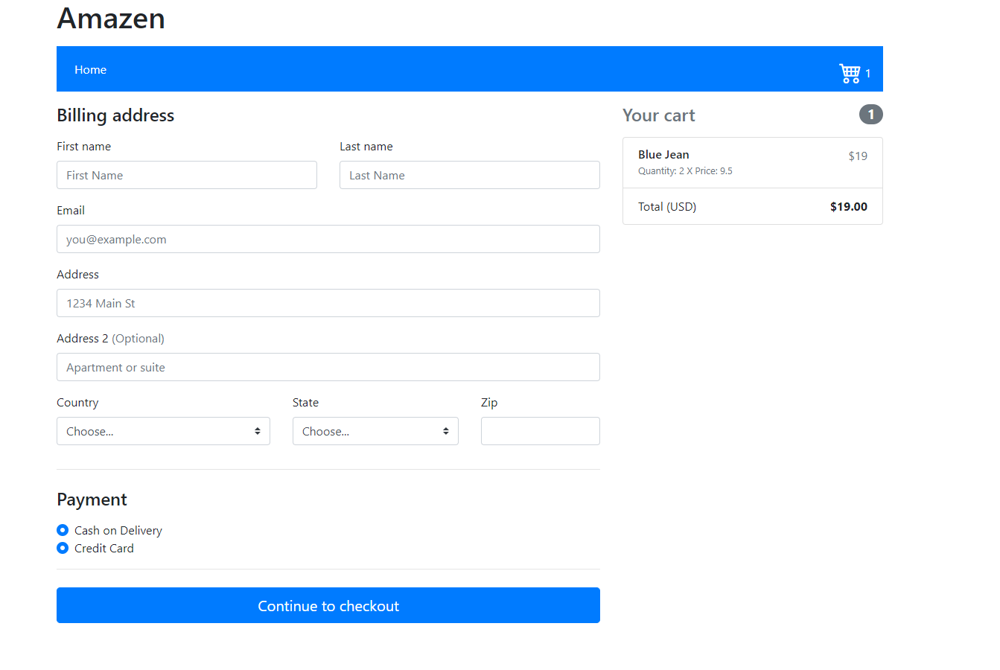 Amazen
Home
1
Billing address
First name
Last name
First Name
Last Name
Email
you@example.com
Address
1234 Main St
Address 2 (Optional)
Apartment or suite
Country
State
Zip
Choose...
Choose...
Payment
Cash on Delivery
Credit Card
Continue to checkout
Your cart
1
Blue Jean
$19
Quantity: 2 X Price: 9.5
Total (USD)
$19.00